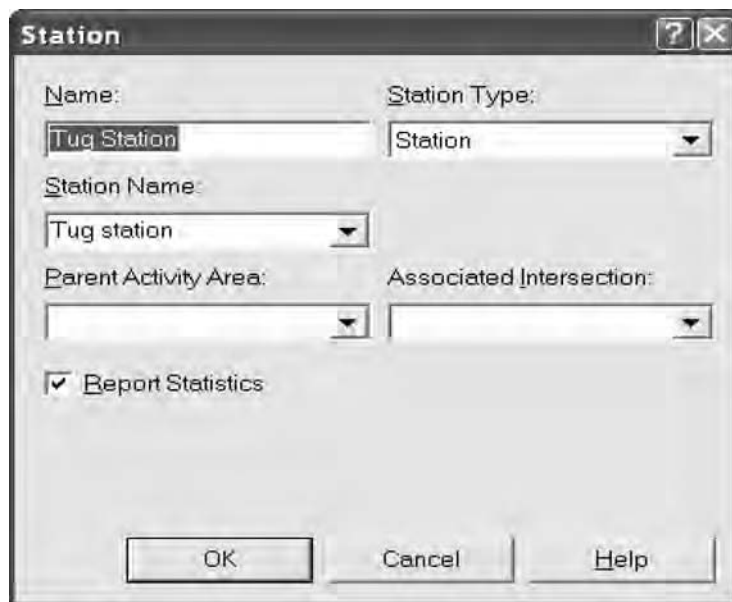 Station
Name: Station Type:
Tug Station Station
Station Name:
Tug station
Parent Activity Area: Associated Intersection:
Report Statistics
OK Cancel Help